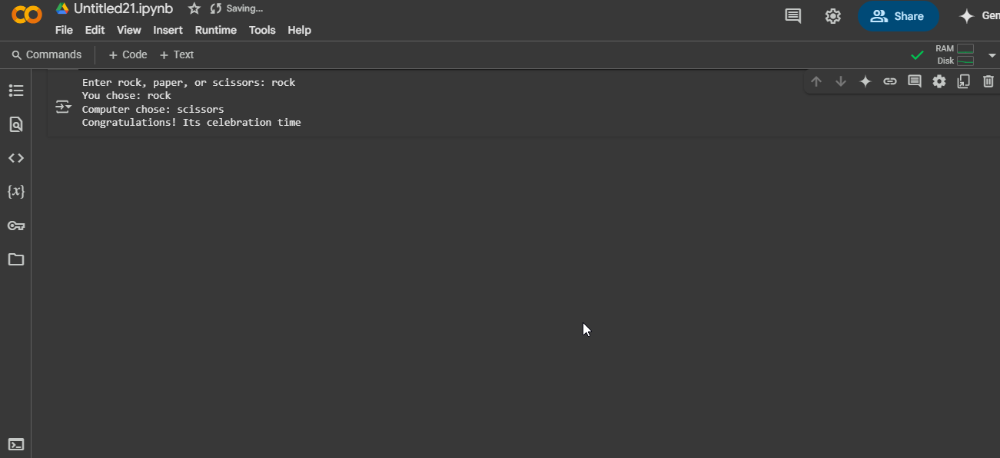 Untitled21.ipynb Saving...
File Edit View Insert Runtime Tools Help
Share
Gen
Commands + Code + Text
RAM
Disk
Enter rock, paper, or scissors: rock
You chose: rock
Computer chose: scissors
Congratulations! Its celebration time
{x}